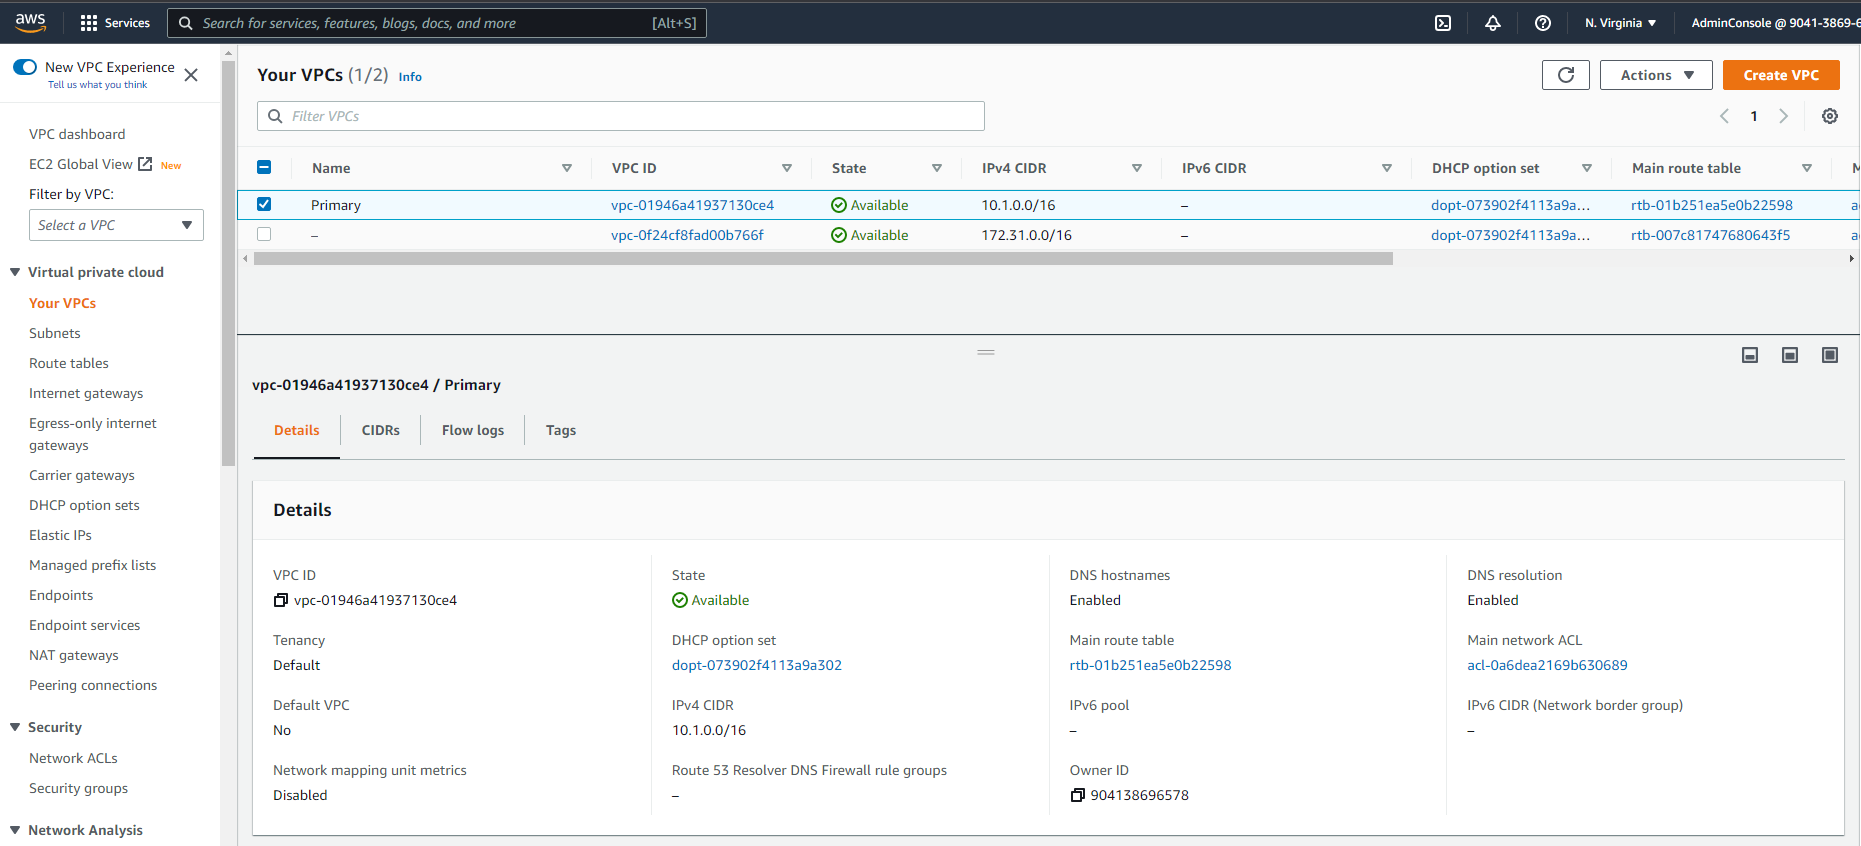 aws
Services
Search for services, features, blogs, docs, and more
[Alt+S]
N. Virginia
AdminConsole @ 9041-3869-6
New VPC Experience
Tell us what you think
VPC dashboard
EC2 Global View New
Filter by VPC:
Select a VPC
Virtual private cloud
Your VPCs
Subnets
Route tables
Internet gateways
Egress-only internet
gateways
Carrier gateways
DHCP option sets
Elastic IPs
Managed prefix lists
Endpoints
Endpoint services
NAT gateways
Peering connections
Security
Network ACLs
Security groups
Network Analysis
Your VPCs (1/2) Info
Actions
Create VPC
Filter VPCs
1
Name VPC ID State IPv4 CIDR IPv6 CIDR DHCP option set Main route table M
Primary vpc-01946a41937130ce4 Available 10.1.0.0/16 – dopt-073902f4113a9a... rtb-01b251ea5e0b22598 a
– vpc-0f24cf8fad00b766f Available 172.31.0.0/16 – dopt-073902f4113a9a... rtb-007c81747680643f5 a
vpc-01946a41937130ce4 / Primary
Details CIDRs Flow logs Tags
Details
VPC ID
vpc-01946a41937130ce4
State
Available
DNS hostnames
Enabled
DNS resolution
Enabled
Tenancy
Default
DHCP option set
dopt-073902f4113a9a302
Main route table
rtb-01b251ea5e0b22598
Main network ACL
acl-0a6dea2169b630689
Default VPC
No
IPv4 CIDR
10.1.0.0/16
IPv6 pool
–
IPv6 CIDR (Network border group)
–
Network mapping unit metrics
Disabled
Route 53 Resolver DNS Firewall rule groups
–
Owner ID
904138696578